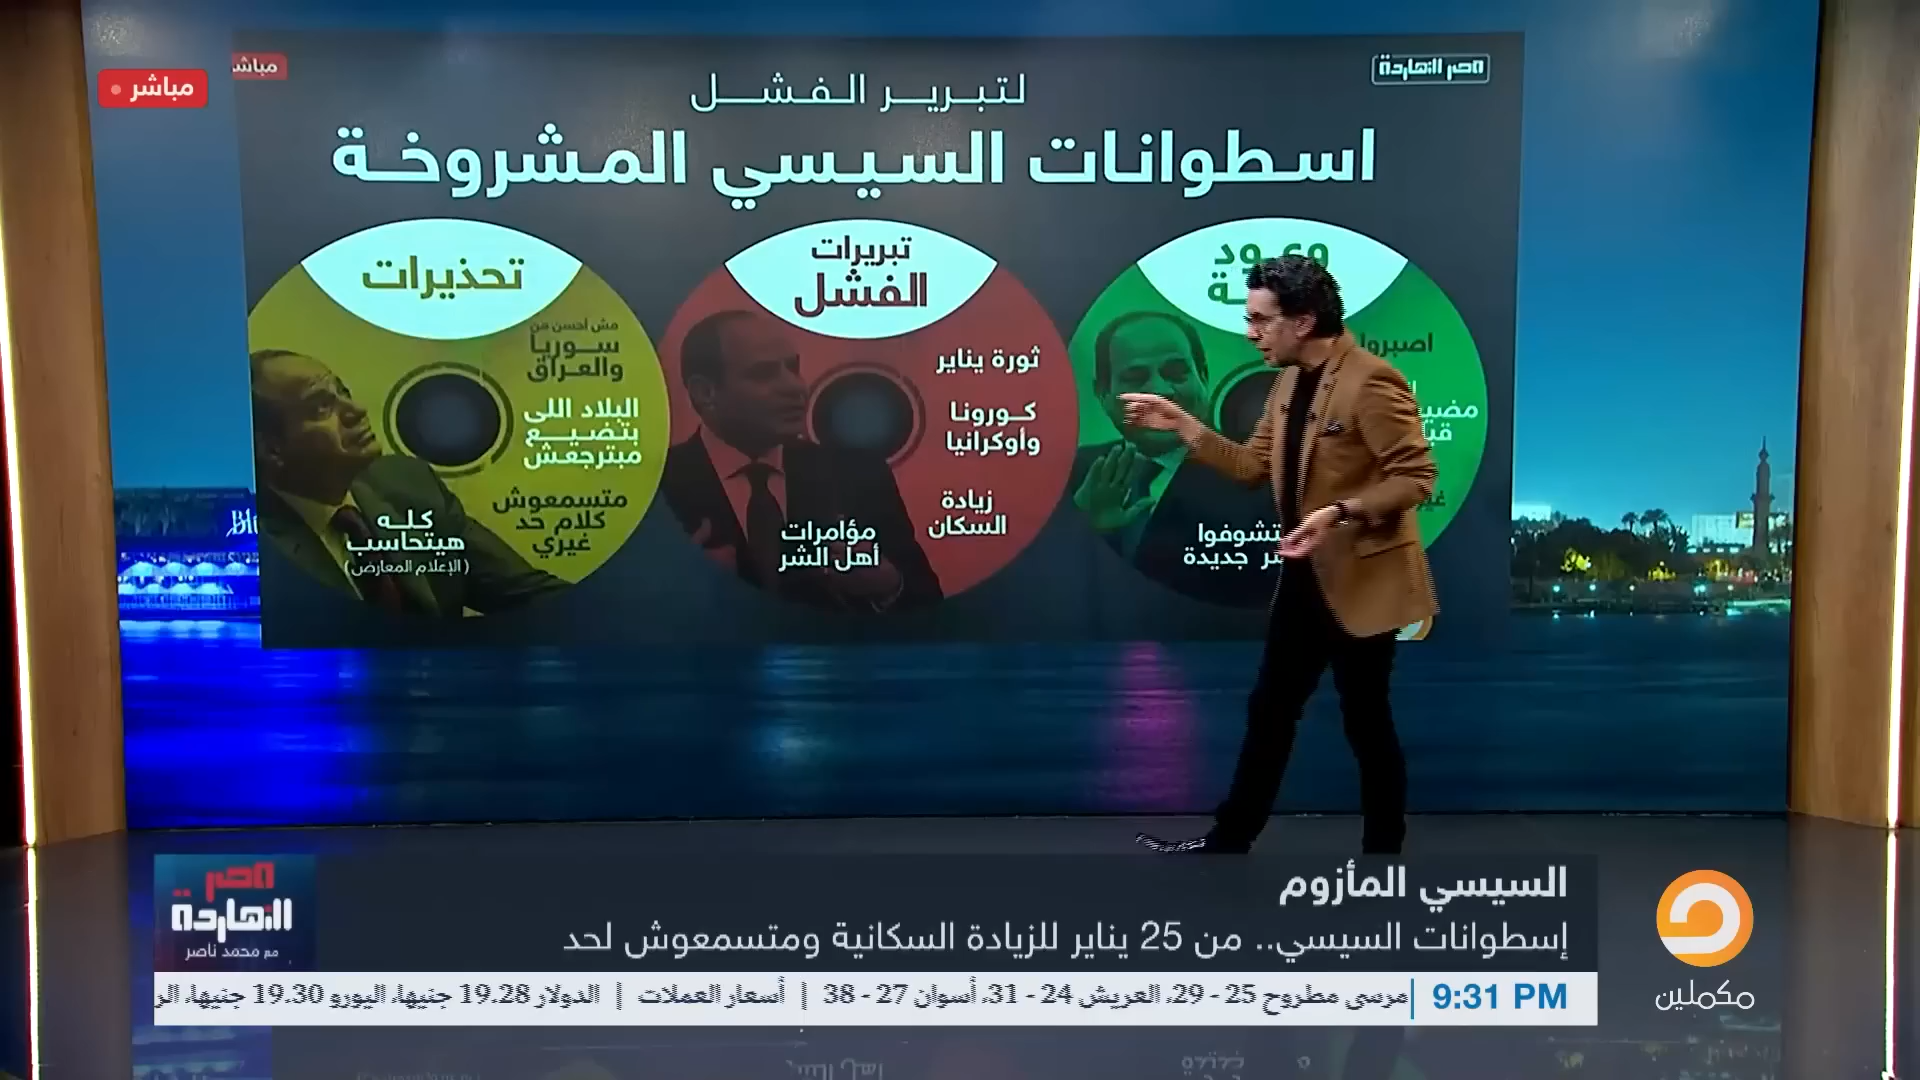 مباشر
مباشر
مصر النهاردة
لتبرير الفشل
اسطوانات السيسي المشروخة
اصبروا
تشوفوا
جديدة
تبريرات
الفشل
ثورة يناير
كورونا
وأوكرانيا
زيادة
السكان
مؤامرات
أهل الشر
تحذيرات
مش احسن من
سوريا
والعراق
البلاد اللى
بتضيع
مبترجعش
متسمعوش
كلام حد
غيري
كله
هيتحاسب
(الإعلام المعارض)
السيسي المأزوم
إسطوانات السيسي.. من 25 يناير للزيادة السكانية ومتسمعوش لحد
مصر
النهاردة
مع محمد ناصر
9:31 PM
مرسى مطروح 25 - 29، العريش 24 - 31، أسوان 27 - 38 | أسعار العملات | الدولار 19.28 جنيها، اليورو 19.30 جنيها،
مكملين